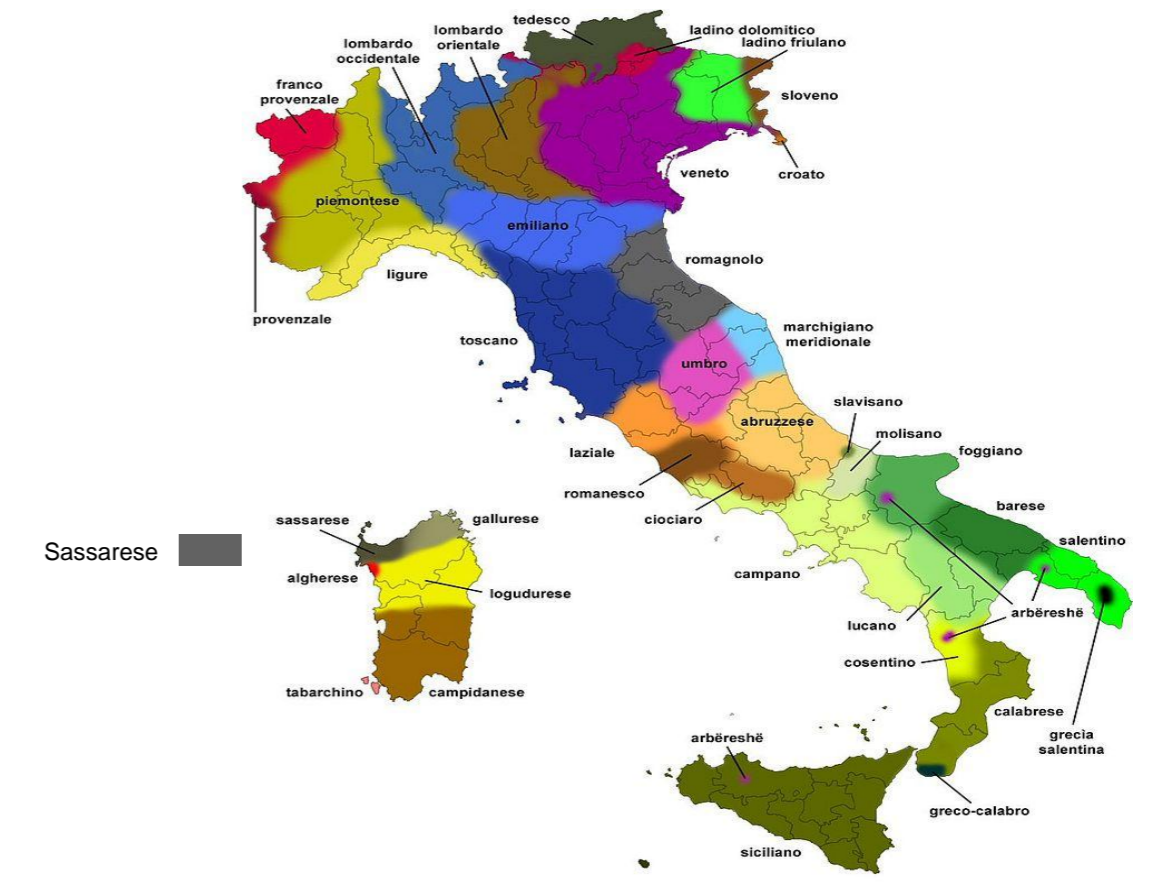 tedesco
lombardo
orientale
ladino dolomitico
ladino friulano
lombardo
occidentale
franco
provenzale
sloveno
veneto
croato
piemontese
emiliano
romagnolo
ligure
provenzale
toscano
marchigiano
meridionale
umbro
slavisano
abruzzese
molisano
laziale
foggiano
romanesco
barese
ciociaro
sassarese
gallurese
salentino
Sassarese
algherese
campano
logudurese
arbëreshë
lucano
cosentino
tabarchino
campidanese
calabrese
arbëreshë
grecìa
salentina
greco-calabro
siciliano